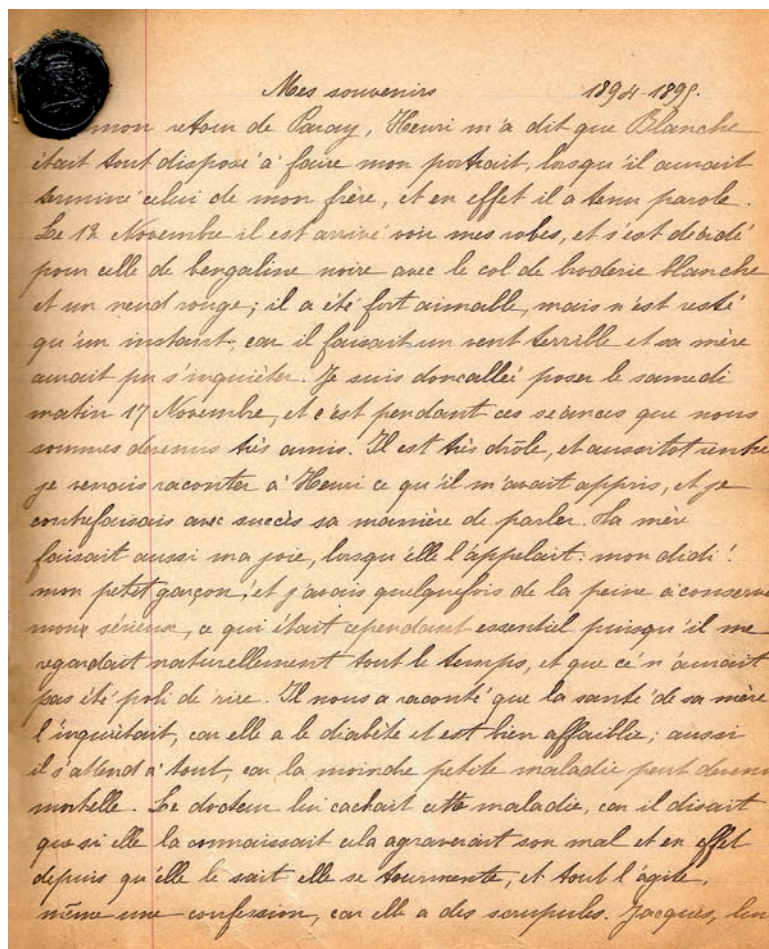 Mes souvenirs 1894-1895.
mon retour de Paray, Henri m'a dit que Blanche
était tout disposé à faire mon portrait, lorsqu'il aurait
terminé celui de mon frère, et en effet il a tenu parole.
Le 12 Novembre il est arrivé voir mes robes, et s'est décidé
pour celle de bengaline noire avec le col de broderie blanche
et un nœud rouge; il a été fort aimable, mais n'est resté
qu'un instant, car il faisait un vent terrible et sa mère
aurait pu s'inquiéter. Je suis donc allée poser le samedi
matin 17 Novembre, et c'est pendant ces séances que nous
sommes devenus très amis. Il est très drôle, et aussitot
je venais raconter à Henri ce qu'il m'avait appris, et je
contrefaisais avec succès sa manière de parler. Sa mère
faisait aussi ma joie, lorsqu'elle l'appelait: mon didi!
mon petit garçon! et j'avais quelquefois de la peine à
mon sérieux, ce qui était cependant essentiel puisqu'il me
regardait naturellement tout le temps, et que ce n'aurait
pas été poli de rire. Il nous a raconté que la santé de sa mère
l'inquiétait, car elle a le diabète et est bien affaiblie; aussi
il s'attend à tout, car la moindre petite maladie peut
mortelle. Le docteur lui cachait cette maladie, car il disait
que si elle la connaissait cela agraverait son mal et en effet
depuis qu'elle le sait elle se tourmente, et tout l'agite,
même une confession, car elle a des scrupules. Jacques,